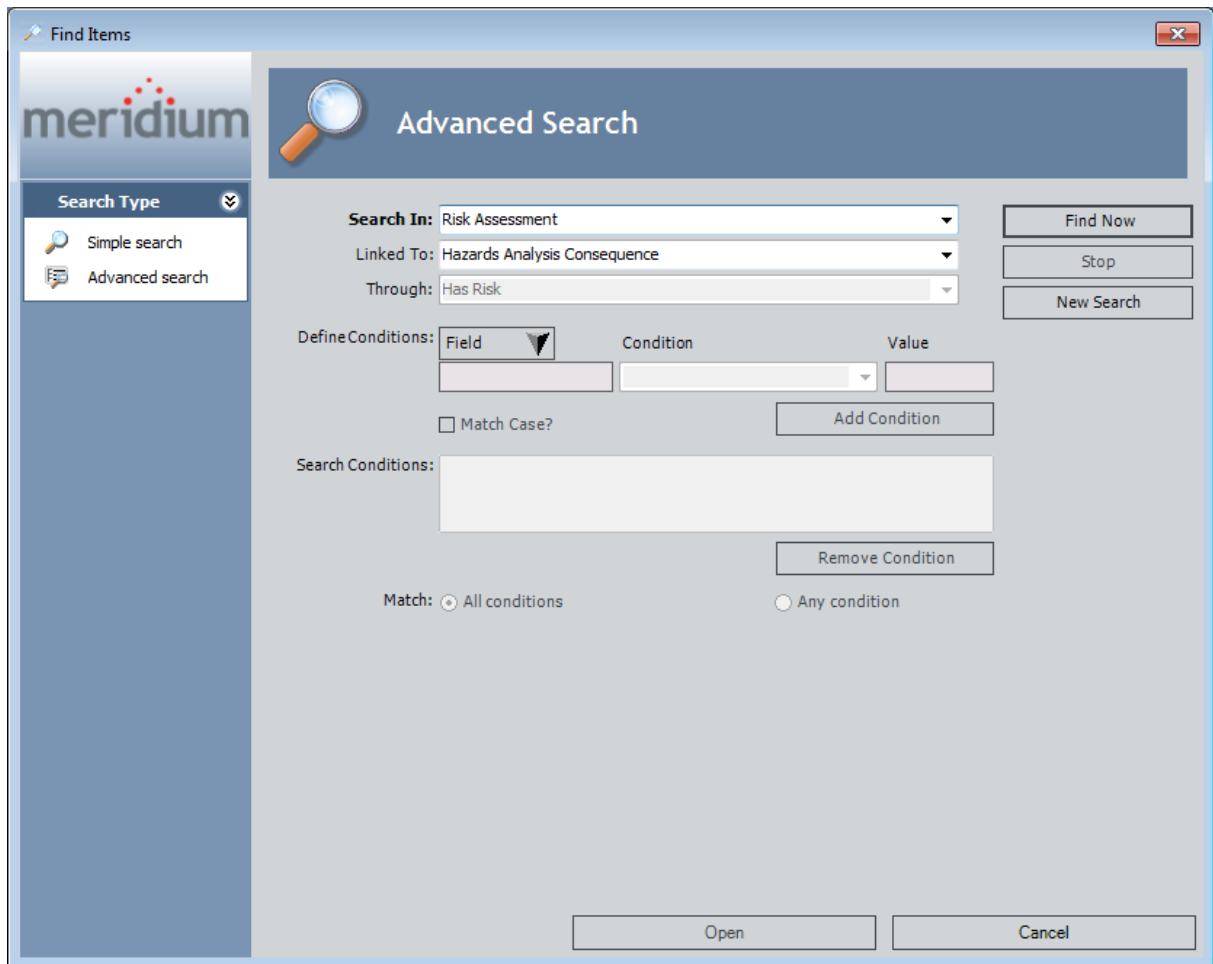 Find Items
meridium
Advanced Search
Search Type
Simple search
Advanced search
Search In: Risk Assessment
Find Now
Linked To: Hazards Analysis Consequence
Stop
Through: Has Risk
New Search
Define Conditions: Field Condition Value
Match Case? Add Condition
Search Conditions:
Remove Condition
Match: All conditions Any condition
Open Cancel